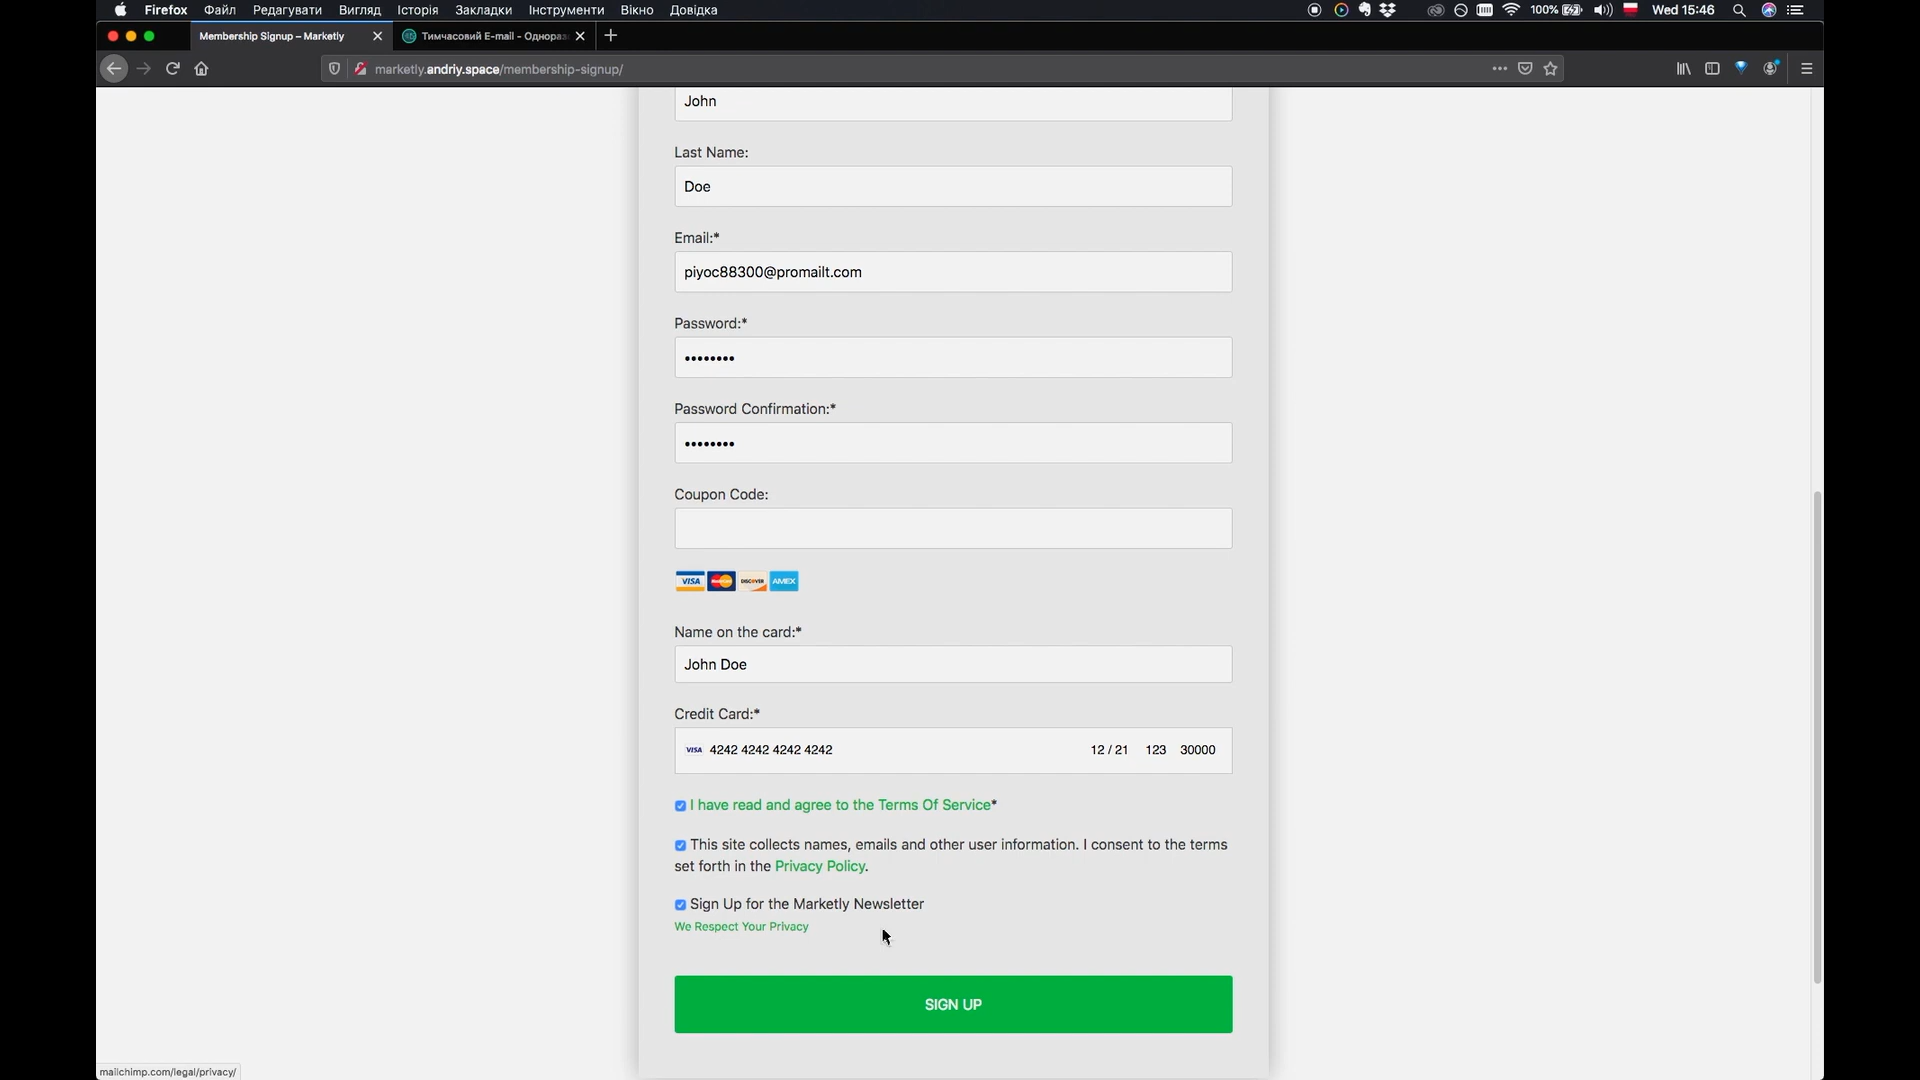 Firefox Файл Редагувати Вигляд Історія Закладки Інструменти Вікно Довідка 100% Wed 15:46
Membership Signup – Marketly Тимчасовий E-mail - Однораз
marketly.andriy.space/membership-signup/
John
Last Name:
Doe
Email:*
piyoc88300@promailt.com
Password:*
••••••••
Password Confirmation:*
••••••••
Coupon Code:
VISA MasterCard DISCOVER AMEX
Name on the card:*
John Doe
Credit Card:*
VISA 4242 4242 4242 4242 12 / 21 123 30000
I have read and agree to the Terms Of Service*
This site collects names, emails and other user information. I consent to the terms
set forth in the Privacy Policy.
Sign Up for the Marketly Newsletter
We Respect Your Privacy
SIGN UP
mailchimp.com/legal/privacy/